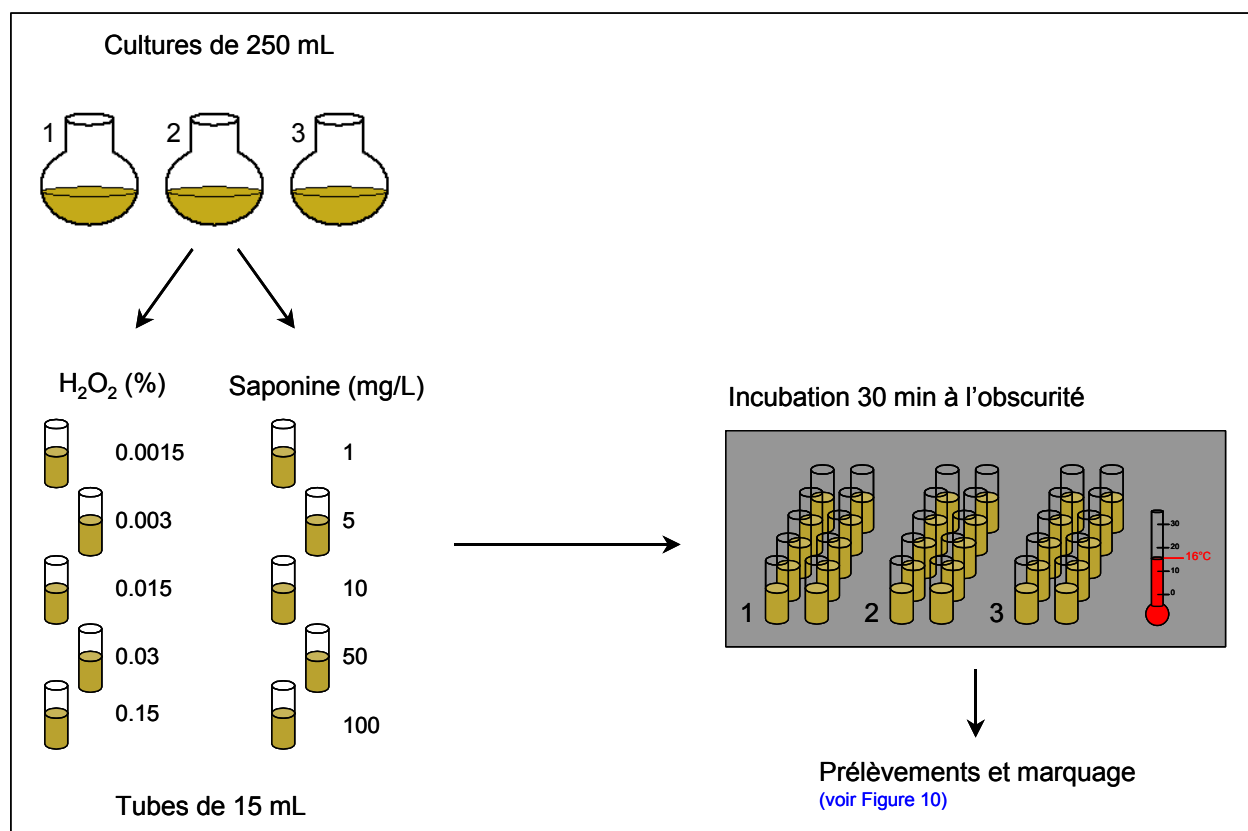 Cultures de 250 mL
1
2
3
H₂O₂ (%)
Saponine (mg/L)
0.0015
1
0.003
5
0.015
10
0.03
50
0.15
100
Tubes de 15 mL
Incubation 30 min à l'obscurité
30
20
16°C
10
0
1
2
3
Prélèvements et marquage
(voir Figure 10)